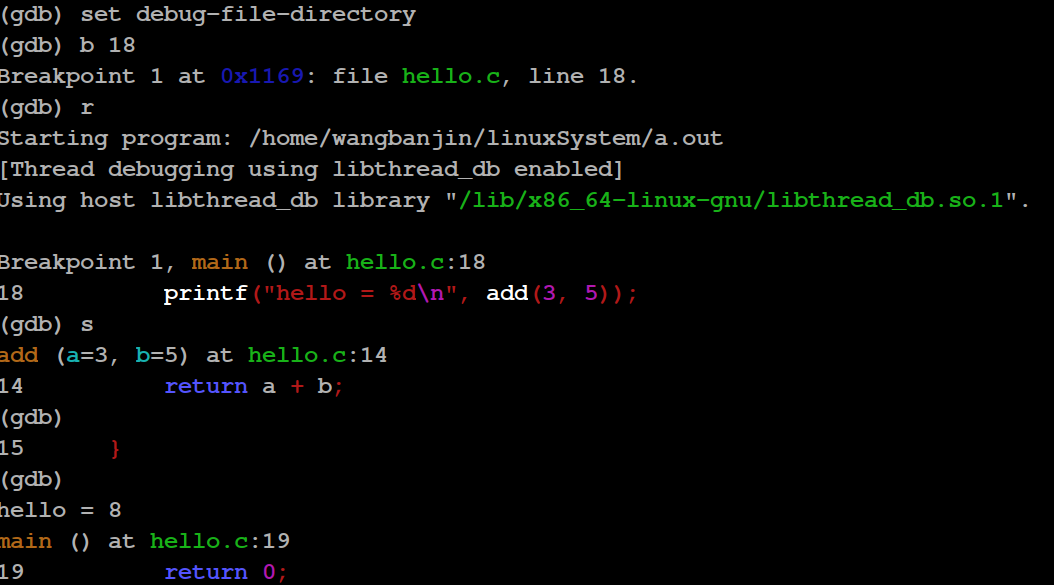 (gdb) set debug-file-directory
(gdb) b 18
Breakpoint 1 at 0x1169: file hello.c, line 18.
(gdb) r
Starting program: /home/wangbanjin/linuxSystem/a.out
[Thread debugging using libthread_db enabled]
Using host libthread_db library "/lib/x86_64-linux-gnu/libthread_db.so.1".
Breakpoint 1, main () at hello.c:18
18 printf("hello = %d\n", add(3, 5));
(gdb) s
add (a=3, b=5) at hello.c:14
14 return a + b;
(gdb)
15 }
(gdb)
hello = 8
main () at hello.c:19
19 return 0;